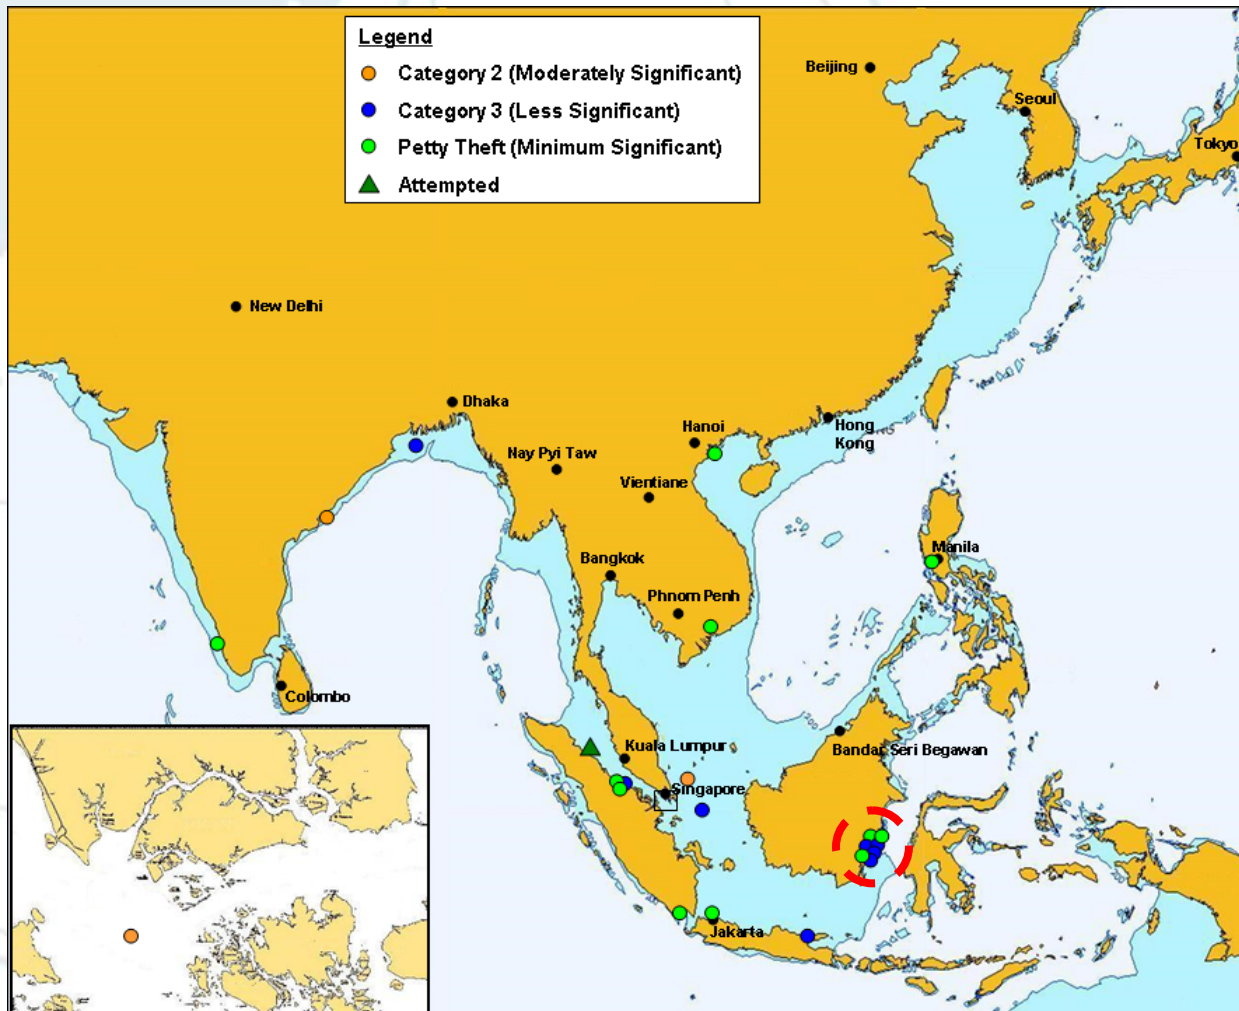 Legend
Category 2 (Moderately Significant)
Category 3 (Less Significant)
Petty Theft (Minimum Significant)
Attempted
Beijing
Seoul
Tokyo
New Delhi
Dhaka
Hanoi
Hong
Kong
Nay Pyi Taw
Vientiane
Manila
Bangkok
Phnom Penh
Colombo
Kuala Lumpur
Bandar Seri Begawan
Singapore
Jakarta